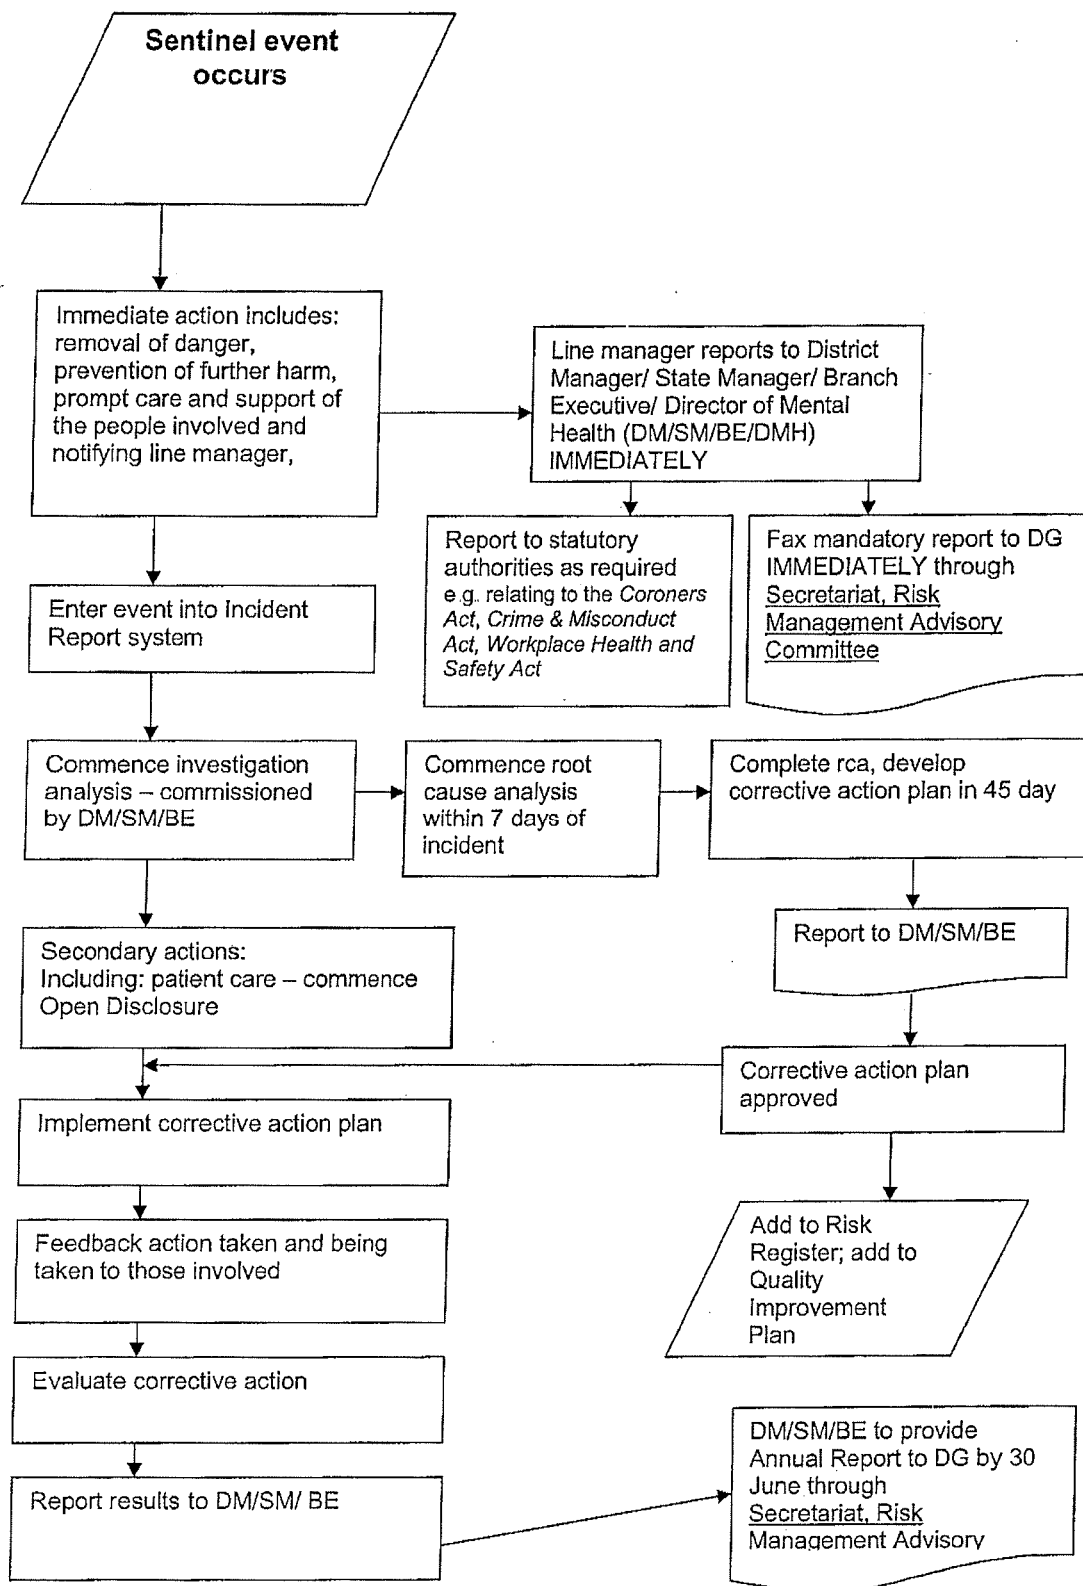 Sentinel event
occurs
Immediate action includes:
removal of danger,
prevention of further harm,
prompt care and support of
the people involved and
notifying line manager,
Line manager reports to District
Manager/ State Manager/ Branch
Executive/ Director of Mental
Health (DM/SM/BE/DMH)
IMMEDIATELY
Report to statutory
authorities as required
e.g. relating to the Coroners
Act, Crime & Misconduct
Act, Workplace Health and
Safety Act
Fax mandatory report to DG
IMMEDIATELY through
Secretariat, Risk
Management Advisory
Committee
Enter event into Incident
Report system
Commence investigation
analysis – commissioned
by DM/SM/BE
Commence root
cause analysis
within 7 days of
incident
Complete rca, develop
corrective action plan in 45 day
Report to DM/SM/BE
Secondary actions:
Including: patient care – commence
Open Disclosure
Corrective action plan
approved
Implement corrective action plan
Add to Risk
Register; add to
Quality
Improvement
Plan
Feedback action taken and being
taken to those involved
Evaluate corrective action
Report results to DM/SM/ BE
DM/SM/BE to provide
Annual Report to DG by 30
June through
Secretariat, Risk
Management Advisory